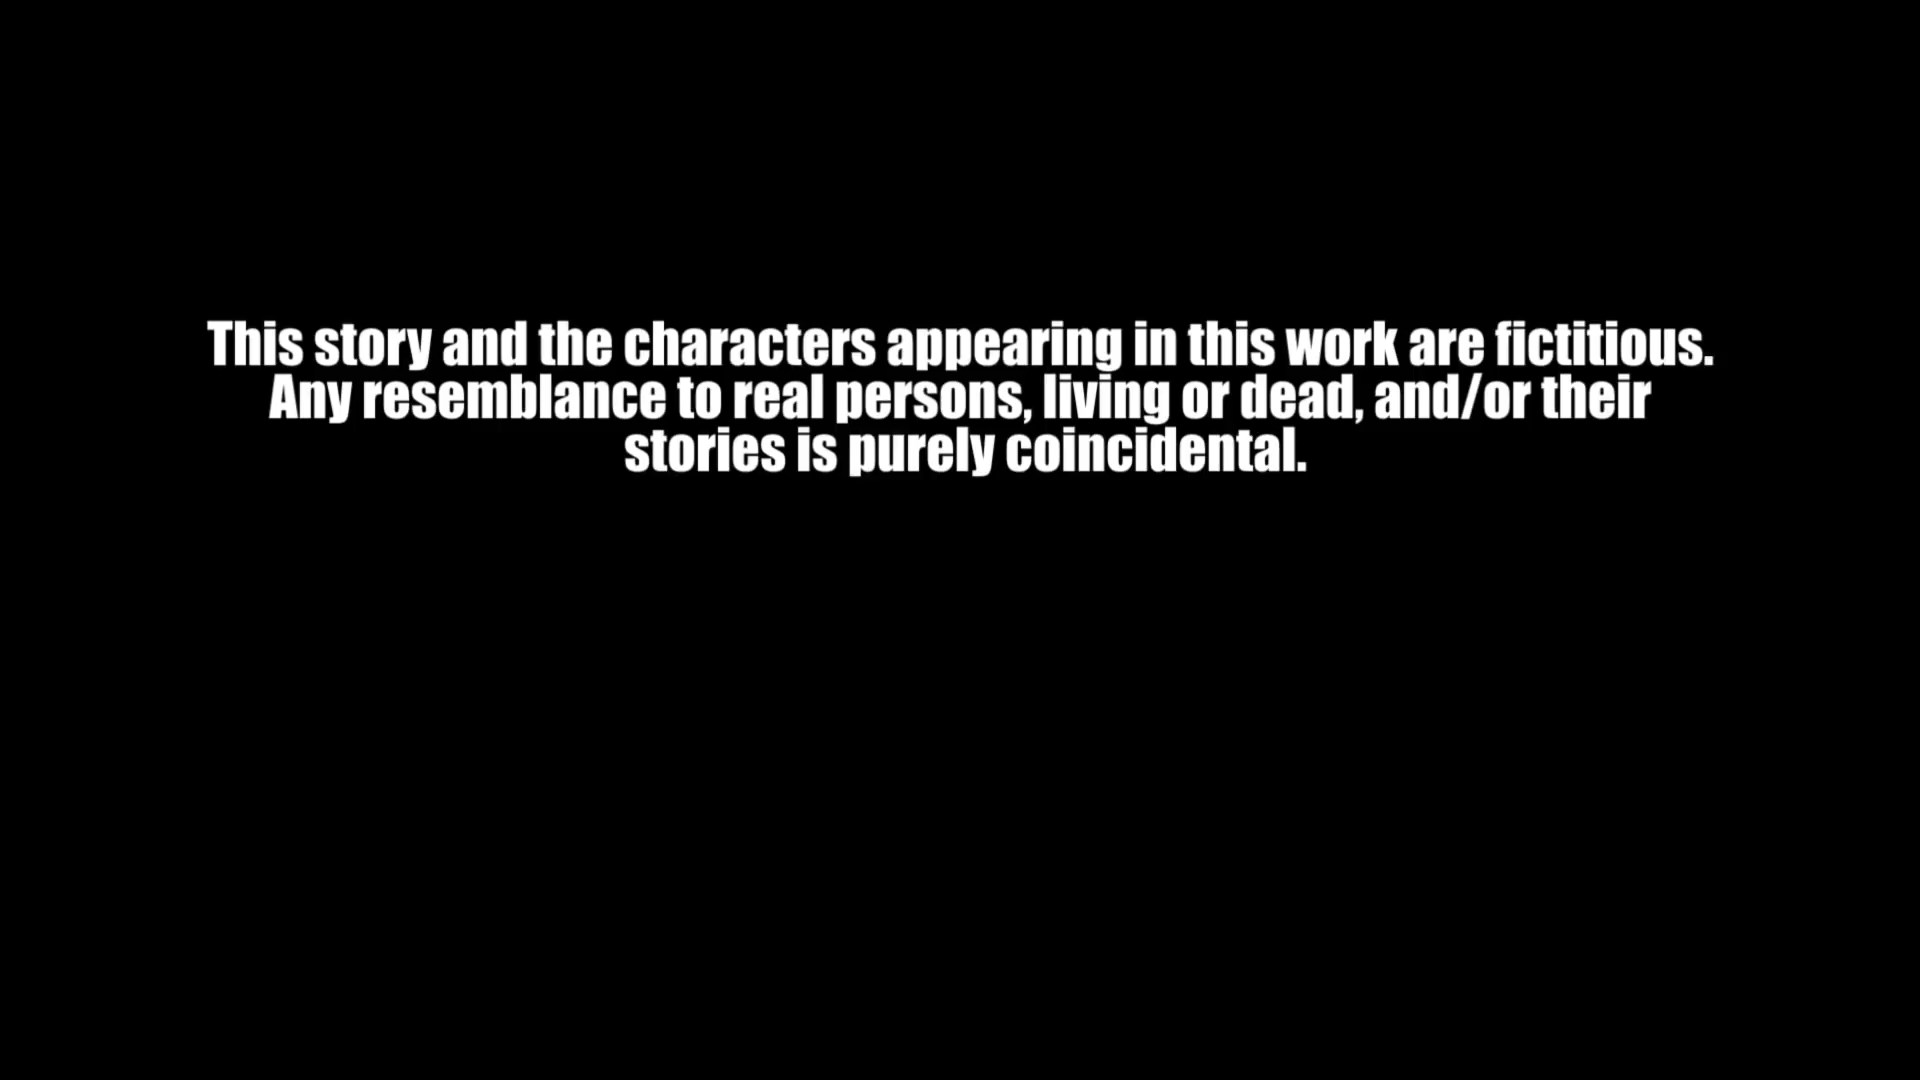 This story and the characters appearing in this work are fictitious.
Any resemblance to real persons, living or dead, and/or their
stories is purely coincidental.